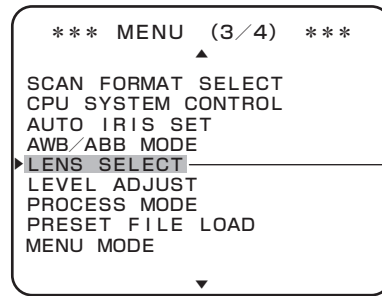 *** MENU (3/4) ***
SCAN FORMAT SELECT
CPU SYSTEM CONTROL
AUTO IRIS SET
AWB/ABB MODE
LENS SELECT
LEVEL ADJUST
PROCESS MODE
PRESET FILE LOAD
MENU MODE